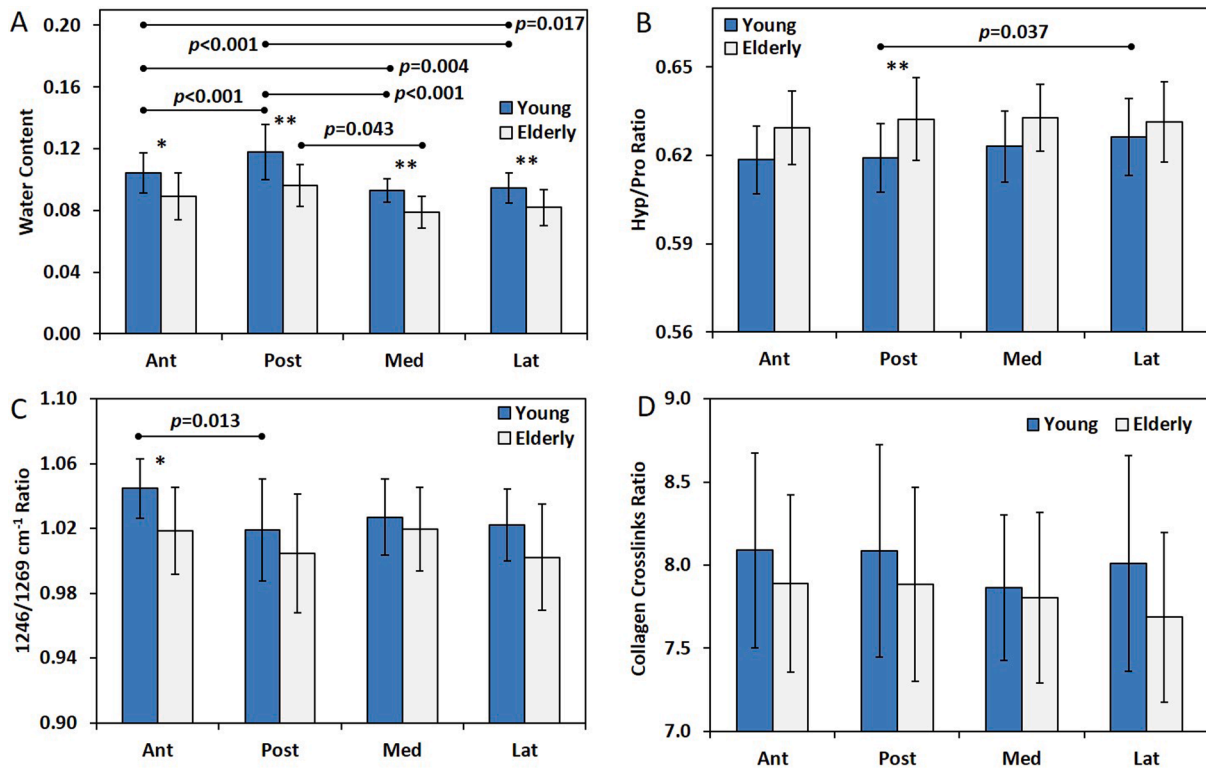 A
Water Content
0.20
0.16
0.12
0.08
0.04
0.00
p=0.017
p<0.001
p=0.004
p<0.001
p<0.001
p=0.043
*
**
**
**
Young
Elderly
Ant Post Med Lat
B
Hyp/Pro Ratio
0.65
0.62
0.59
0.56
Young
Elderly
p=0.037
**
Ant Post Med Lat
C
1246/1269 cm⁻¹ Ratio
1.10
1.06
1.02
0.98
0.94
0.90
p=0.013
*
Young
Elderly
Ant Post Med Lat
D
Collagen Crosslinks Ratio
9.0
8.5
8.0
7.5
7.0
Young Elderly
Ant Post Med Lat